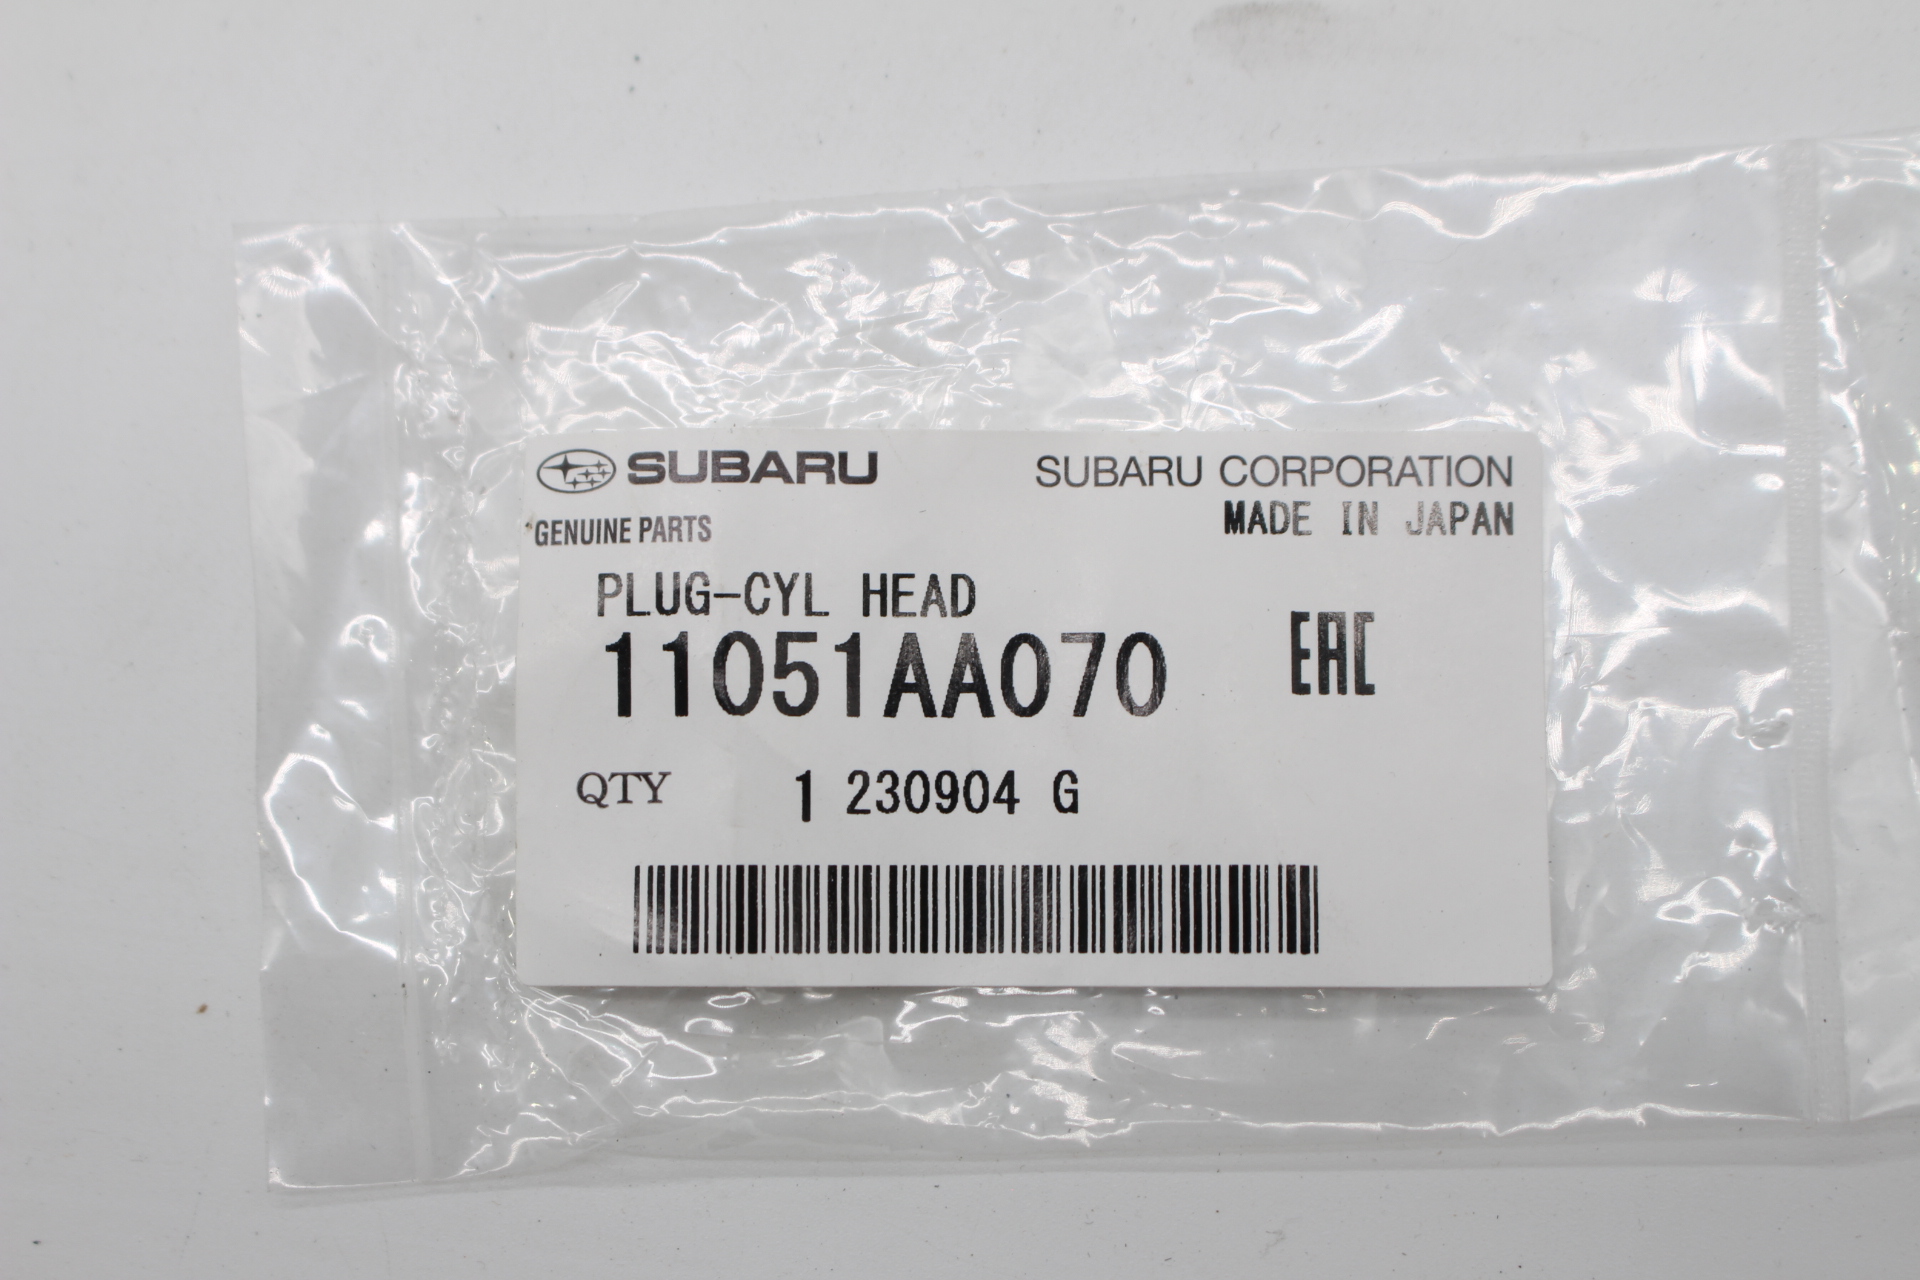 SUBARU
SUBARU CORPORATION
GENUINE PARTS
MADE IN JAPAN
PLUG-CYL HEAD
11051AA070
EAC
QTY 1 230904 G